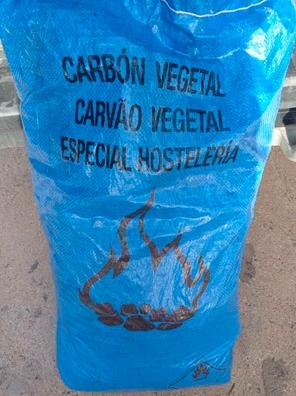 CARBÓN VEGETAL
CARVÃO VEGETAL
ESPECIAL HOSTELERÍA